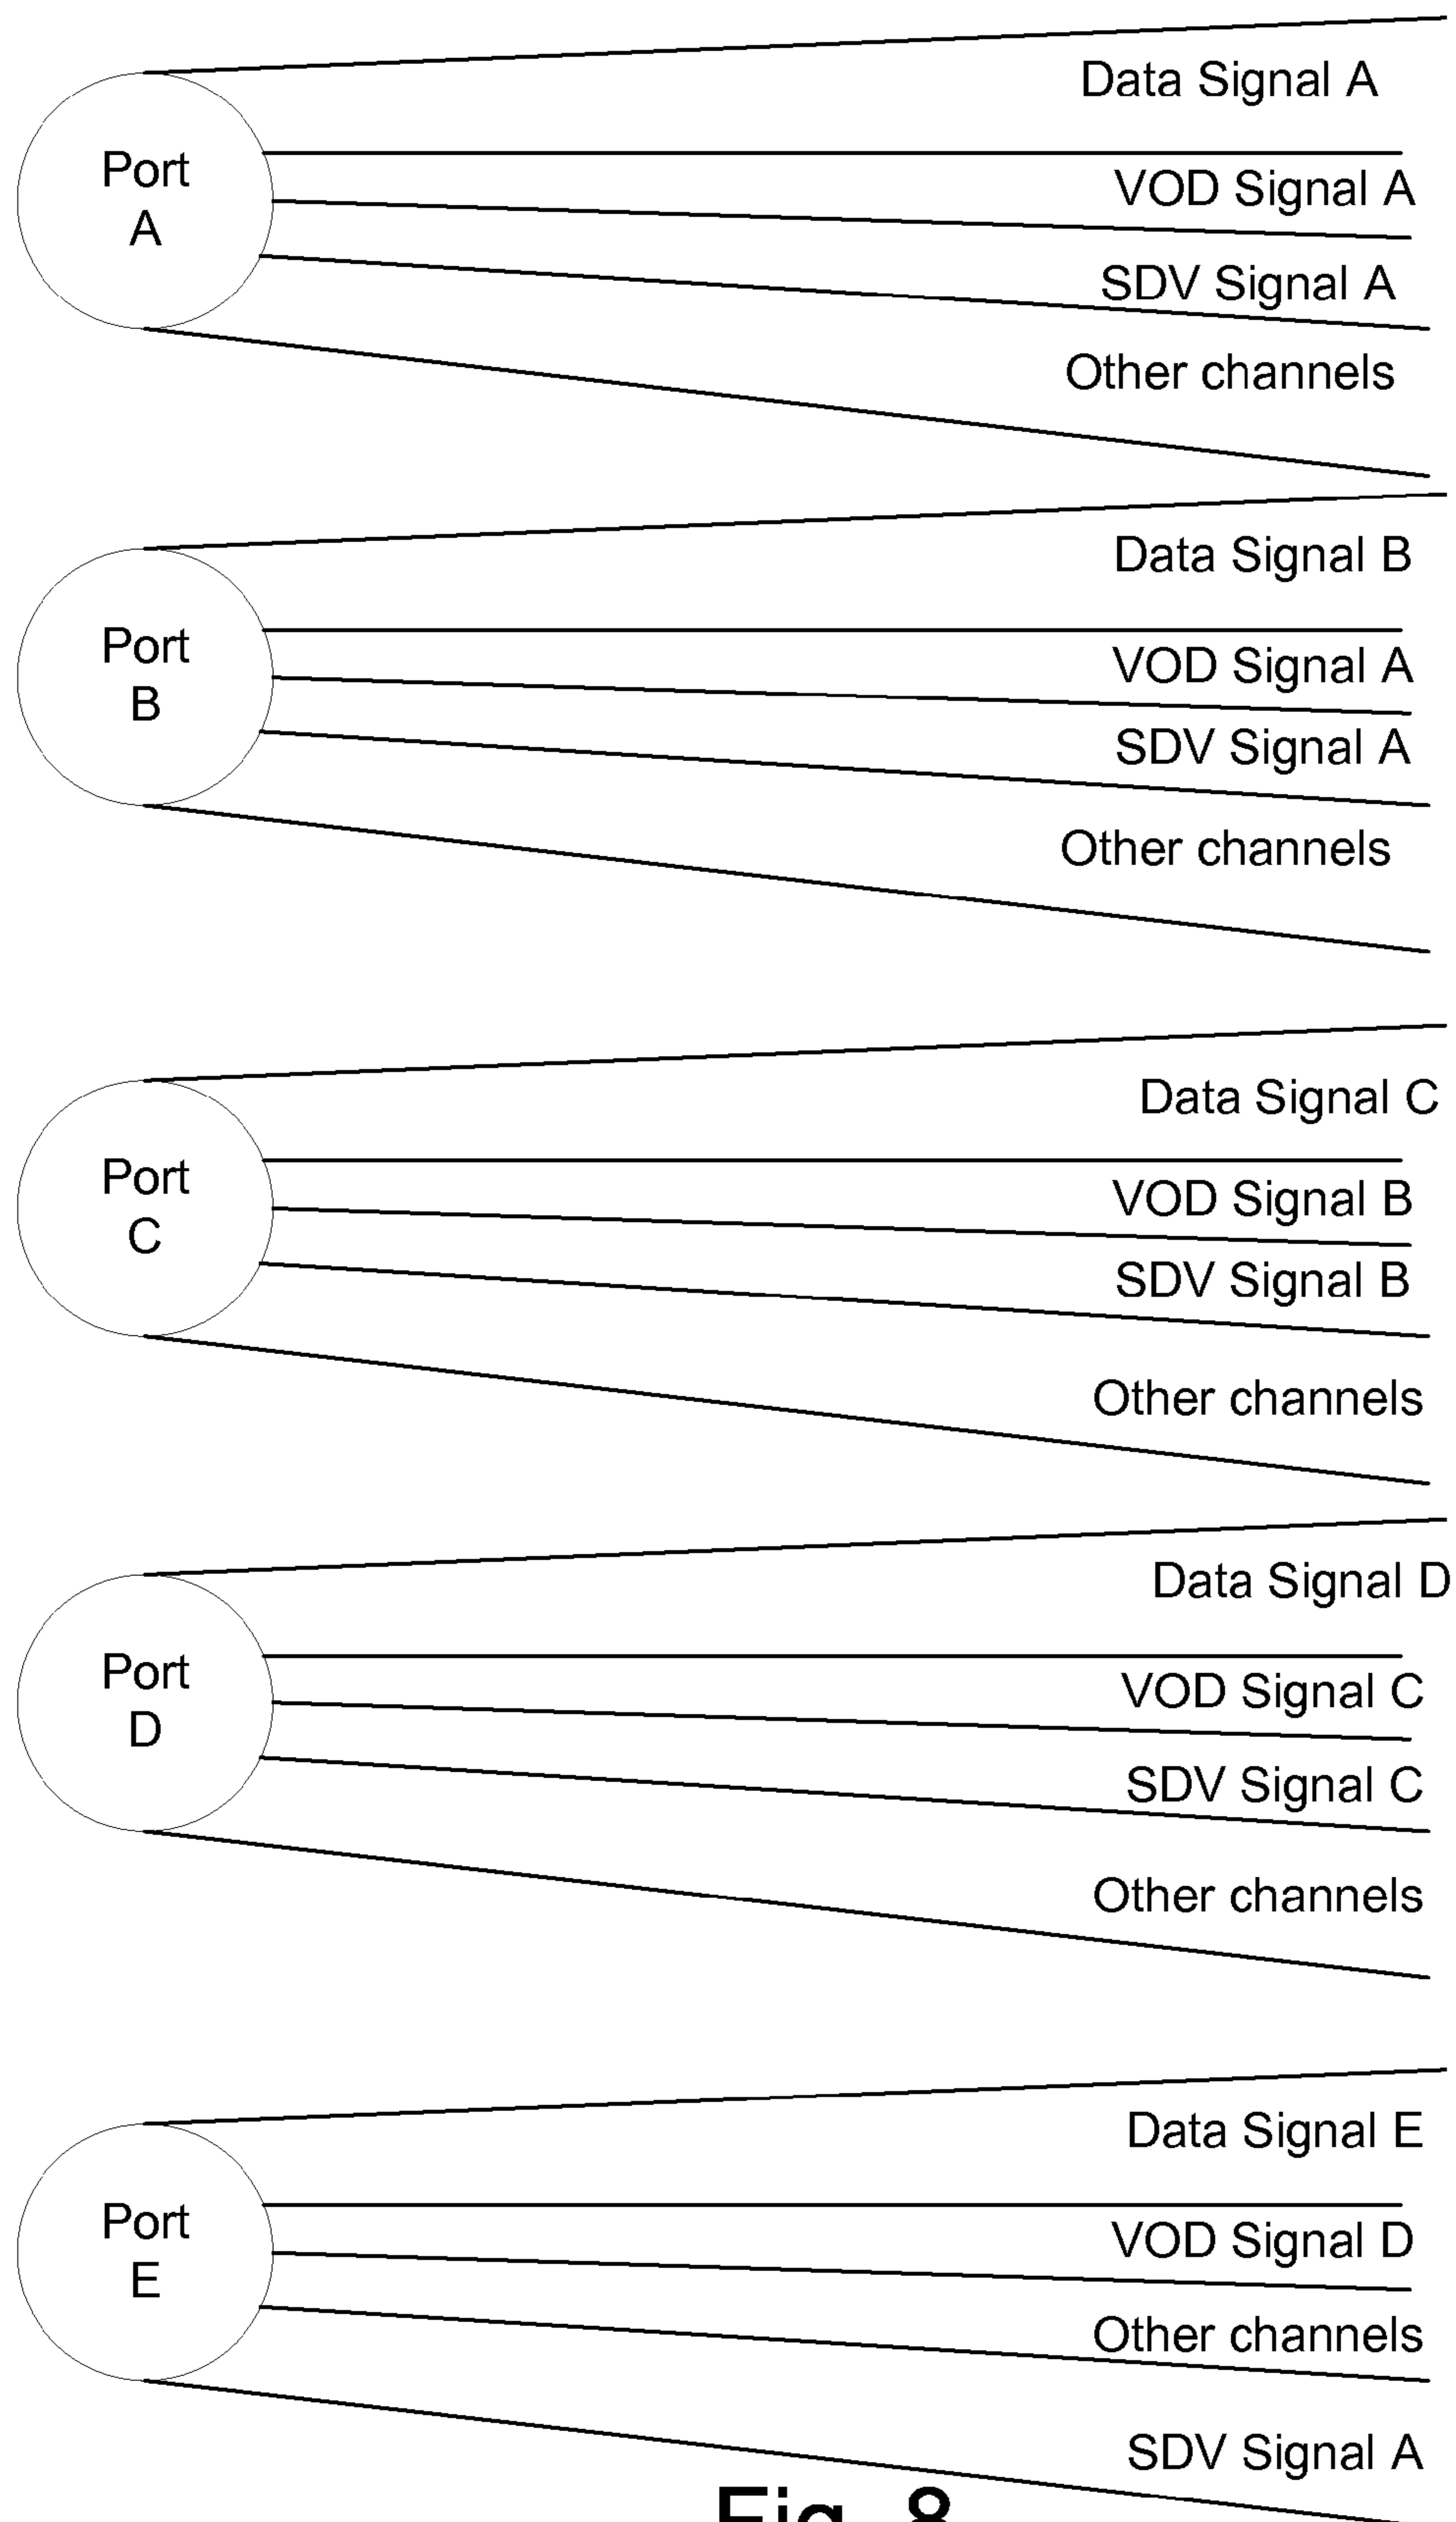 Data Signal A
Port
A
VOD Signal A
SDV Signal A
Other channels
Data Signal B
Port
B
VOD Signal A
SDV Signal A
Other channels
Data Signal C
Port
C
VOD Signal B
SDV Signal B
Other channels
Data Signal D
Port
D
VOD Signal C
SDV Signal C
Other channels
Data Signal E
Port
E
VOD Signal D
Other channels
SDV Signal A
Fig. 8